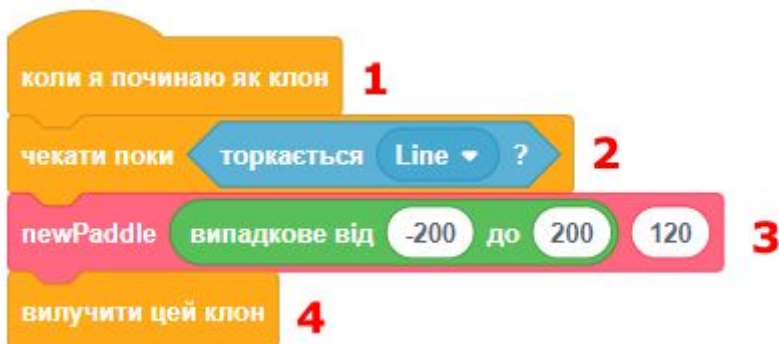 коли я починаю як клон 1
чекати поки торкається Line ? 2
newPaddle випадкове від -200 до 200 120 3
вилучити цей клон 4